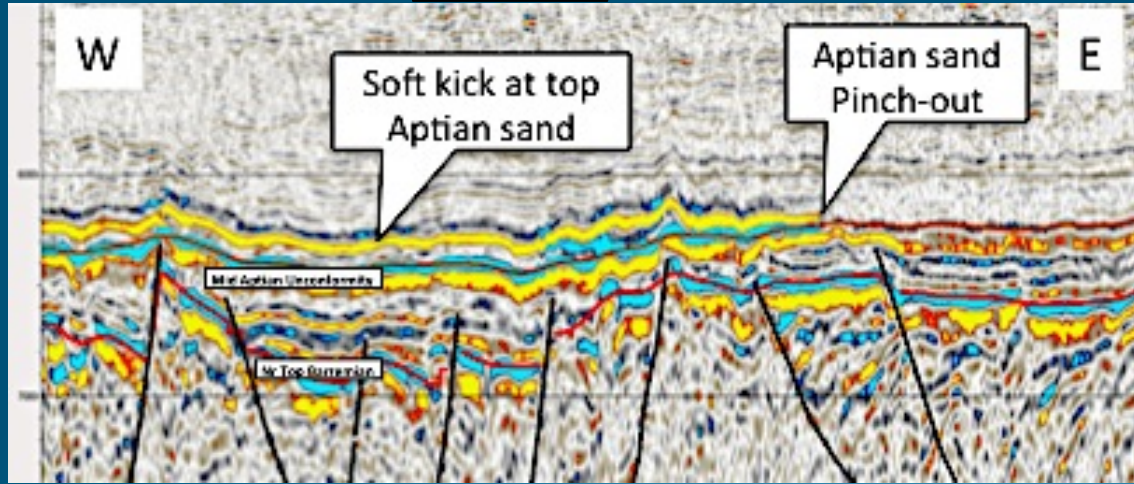 W
Soft kick at top
Aptian sand
Aptian sand
Pinch-out
E
Mid Aptian Unconformity
Nr Top Barremian